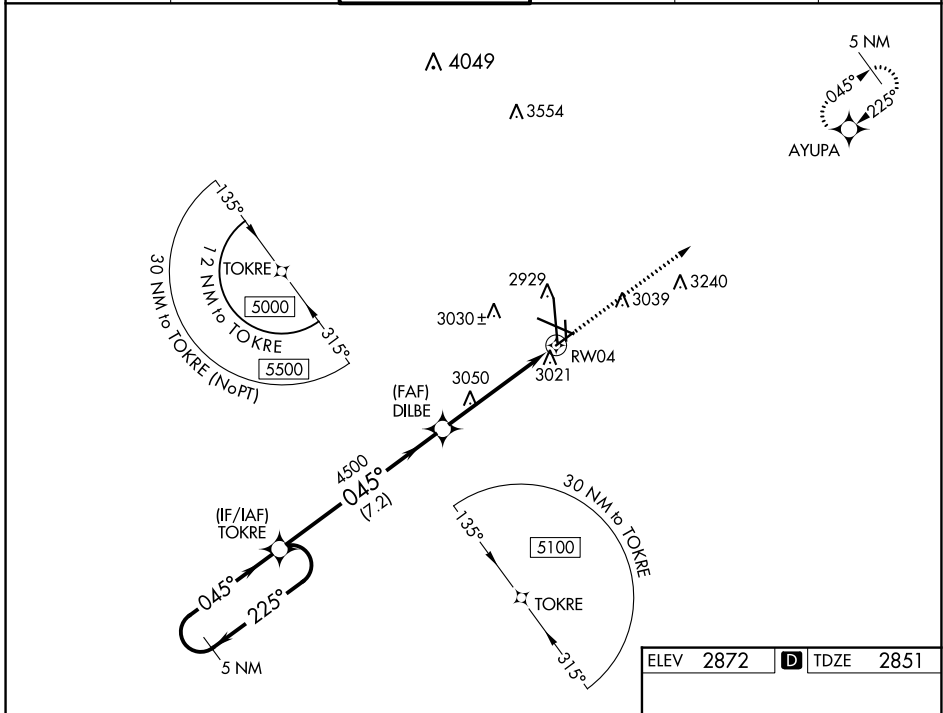 4049
3554
5 NM
045°
225°
AYUPA
135°
TOKRE
5000
12 NM to TOKRE
315°
5500
30 NM to TOKRE (NoPT)
2929
3030±
3039
3240
RW04
3021
3050
(FAF)
DILBE
4500
045°
(7.2)
(IF/IAF)
TOKRE
045°
225°
5 NM
30 NM to TOKRE
135°
5100
TOKRE
315°
ELEV 2872 D TDZE 2851